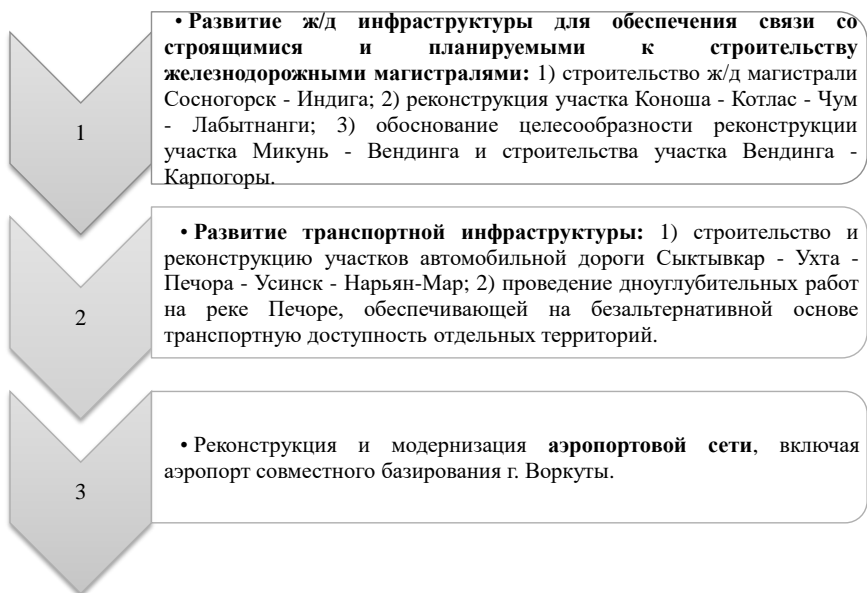 1
• Развитие ж/д инфраструктуры для обеспечения связи со
строящимися и планируемыми к строительству
железнодорожными магистралями: 1) строительство ж/д магистрали
Сосногорск - Индига; 2) реконструкция участка Коноша - Котлас - Чум
- Лабытнанги; 3) обоснование целесообразности реконструкции
участка Микунь - Вендинга и строительства участка Вендинга -
Карпогоры.
2
• Развитие транспортной инфраструктуры: 1) строительство и
реконструкцию участков автомобильной дороги Сыктывкар - Ухта -
Печора - Усинск - Нарьян-Мар; 2) проведение дноуглубительных работ
на реке Печоре, обеспечивающей на безальтернативной основе
транспортную доступность отдельных территорий.
3
• Реконструкция и модернизация аэропортовой сети, включая
аэропорт совместного базирования г. Воркуты.